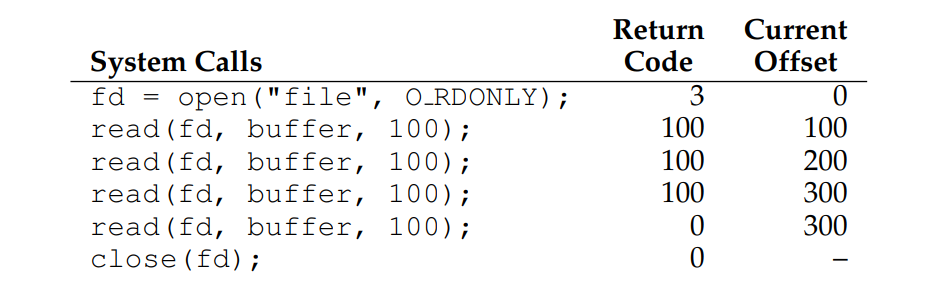 Return Current
System Calls Code Offset
fd = open("file", O_RDONLY); 3 0
read(fd, buffer, 100); 100 100
read(fd, buffer, 100); 100 200
read(fd, buffer, 100); 100 300
read(fd, buffer, 100); 0 300
close(fd); 0 –